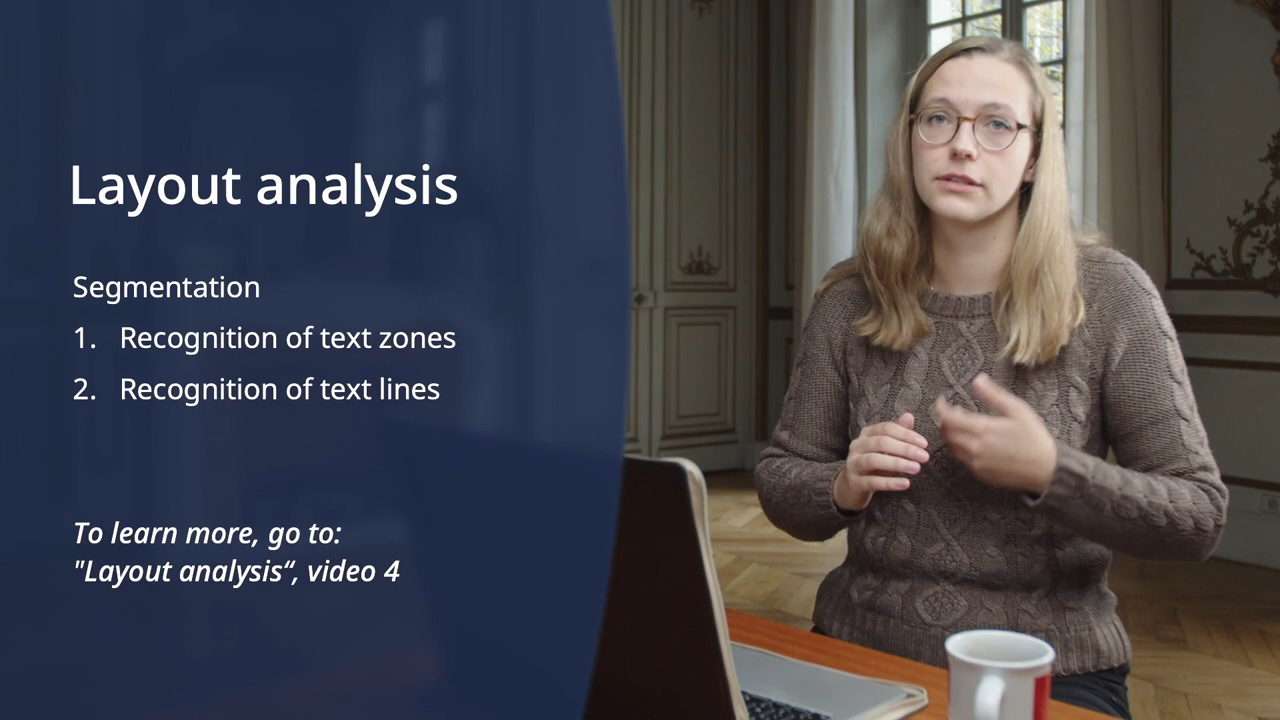 Layout analysis
Segmentation
1. Recognition of text zones
2. Recognition of text lines
To learn more, go to:
"Layout analysis“, video 4